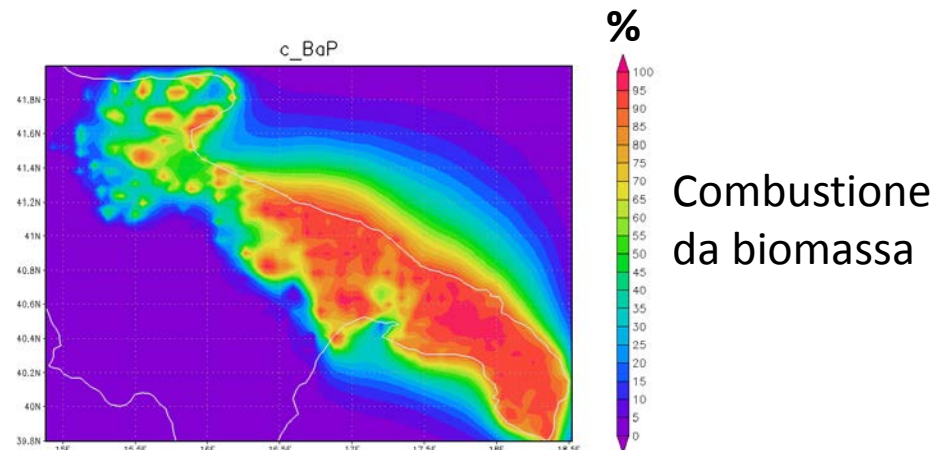 %
c_BaP
41.8N
41.6N
41.4N
41.2N
41N
40.8N
40.6N
40.4N
40.2N
40N
39.8N
15E
15.5E
16E
16.5E
17E
17.5E
18E
18.5E
100
95
90
85
80
75
70
65
60
55
50
45
40
35
30
25
20
15
10
5
0
Combustione
da biomassa